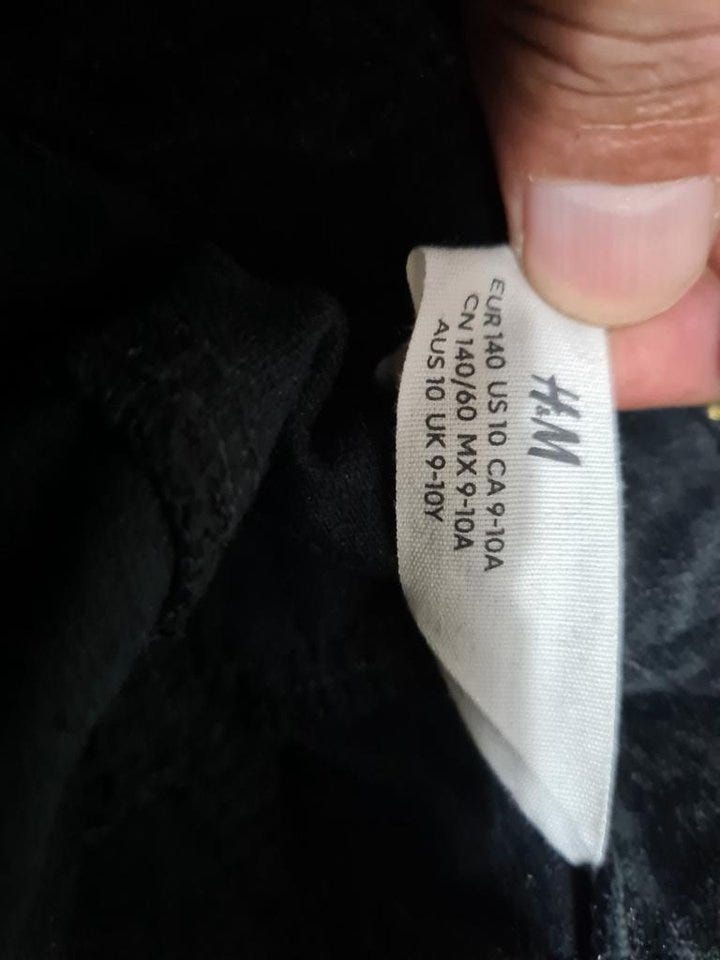 H&M
EUR 140 US 10 CA 9-10A
CN 140/60 MX 9-10A
AUS 10 UK 9-10Y